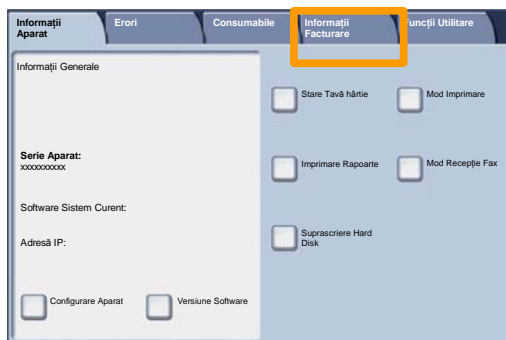 Informații
Aparat
Erori
Consumabile
Informații
Facturare
Funcții Utilitare
Informații Generale
Stare Tavă hârtie
Mod Imprimare
Serie Aparat:
xxxxxxxxxx
Imprimare Rapoarte
Mod Recepție Fax
Software Sistem Curent:
Suprascriere Hard
Disk
Adresă IP:
Configurare Aparat
Versiune Software